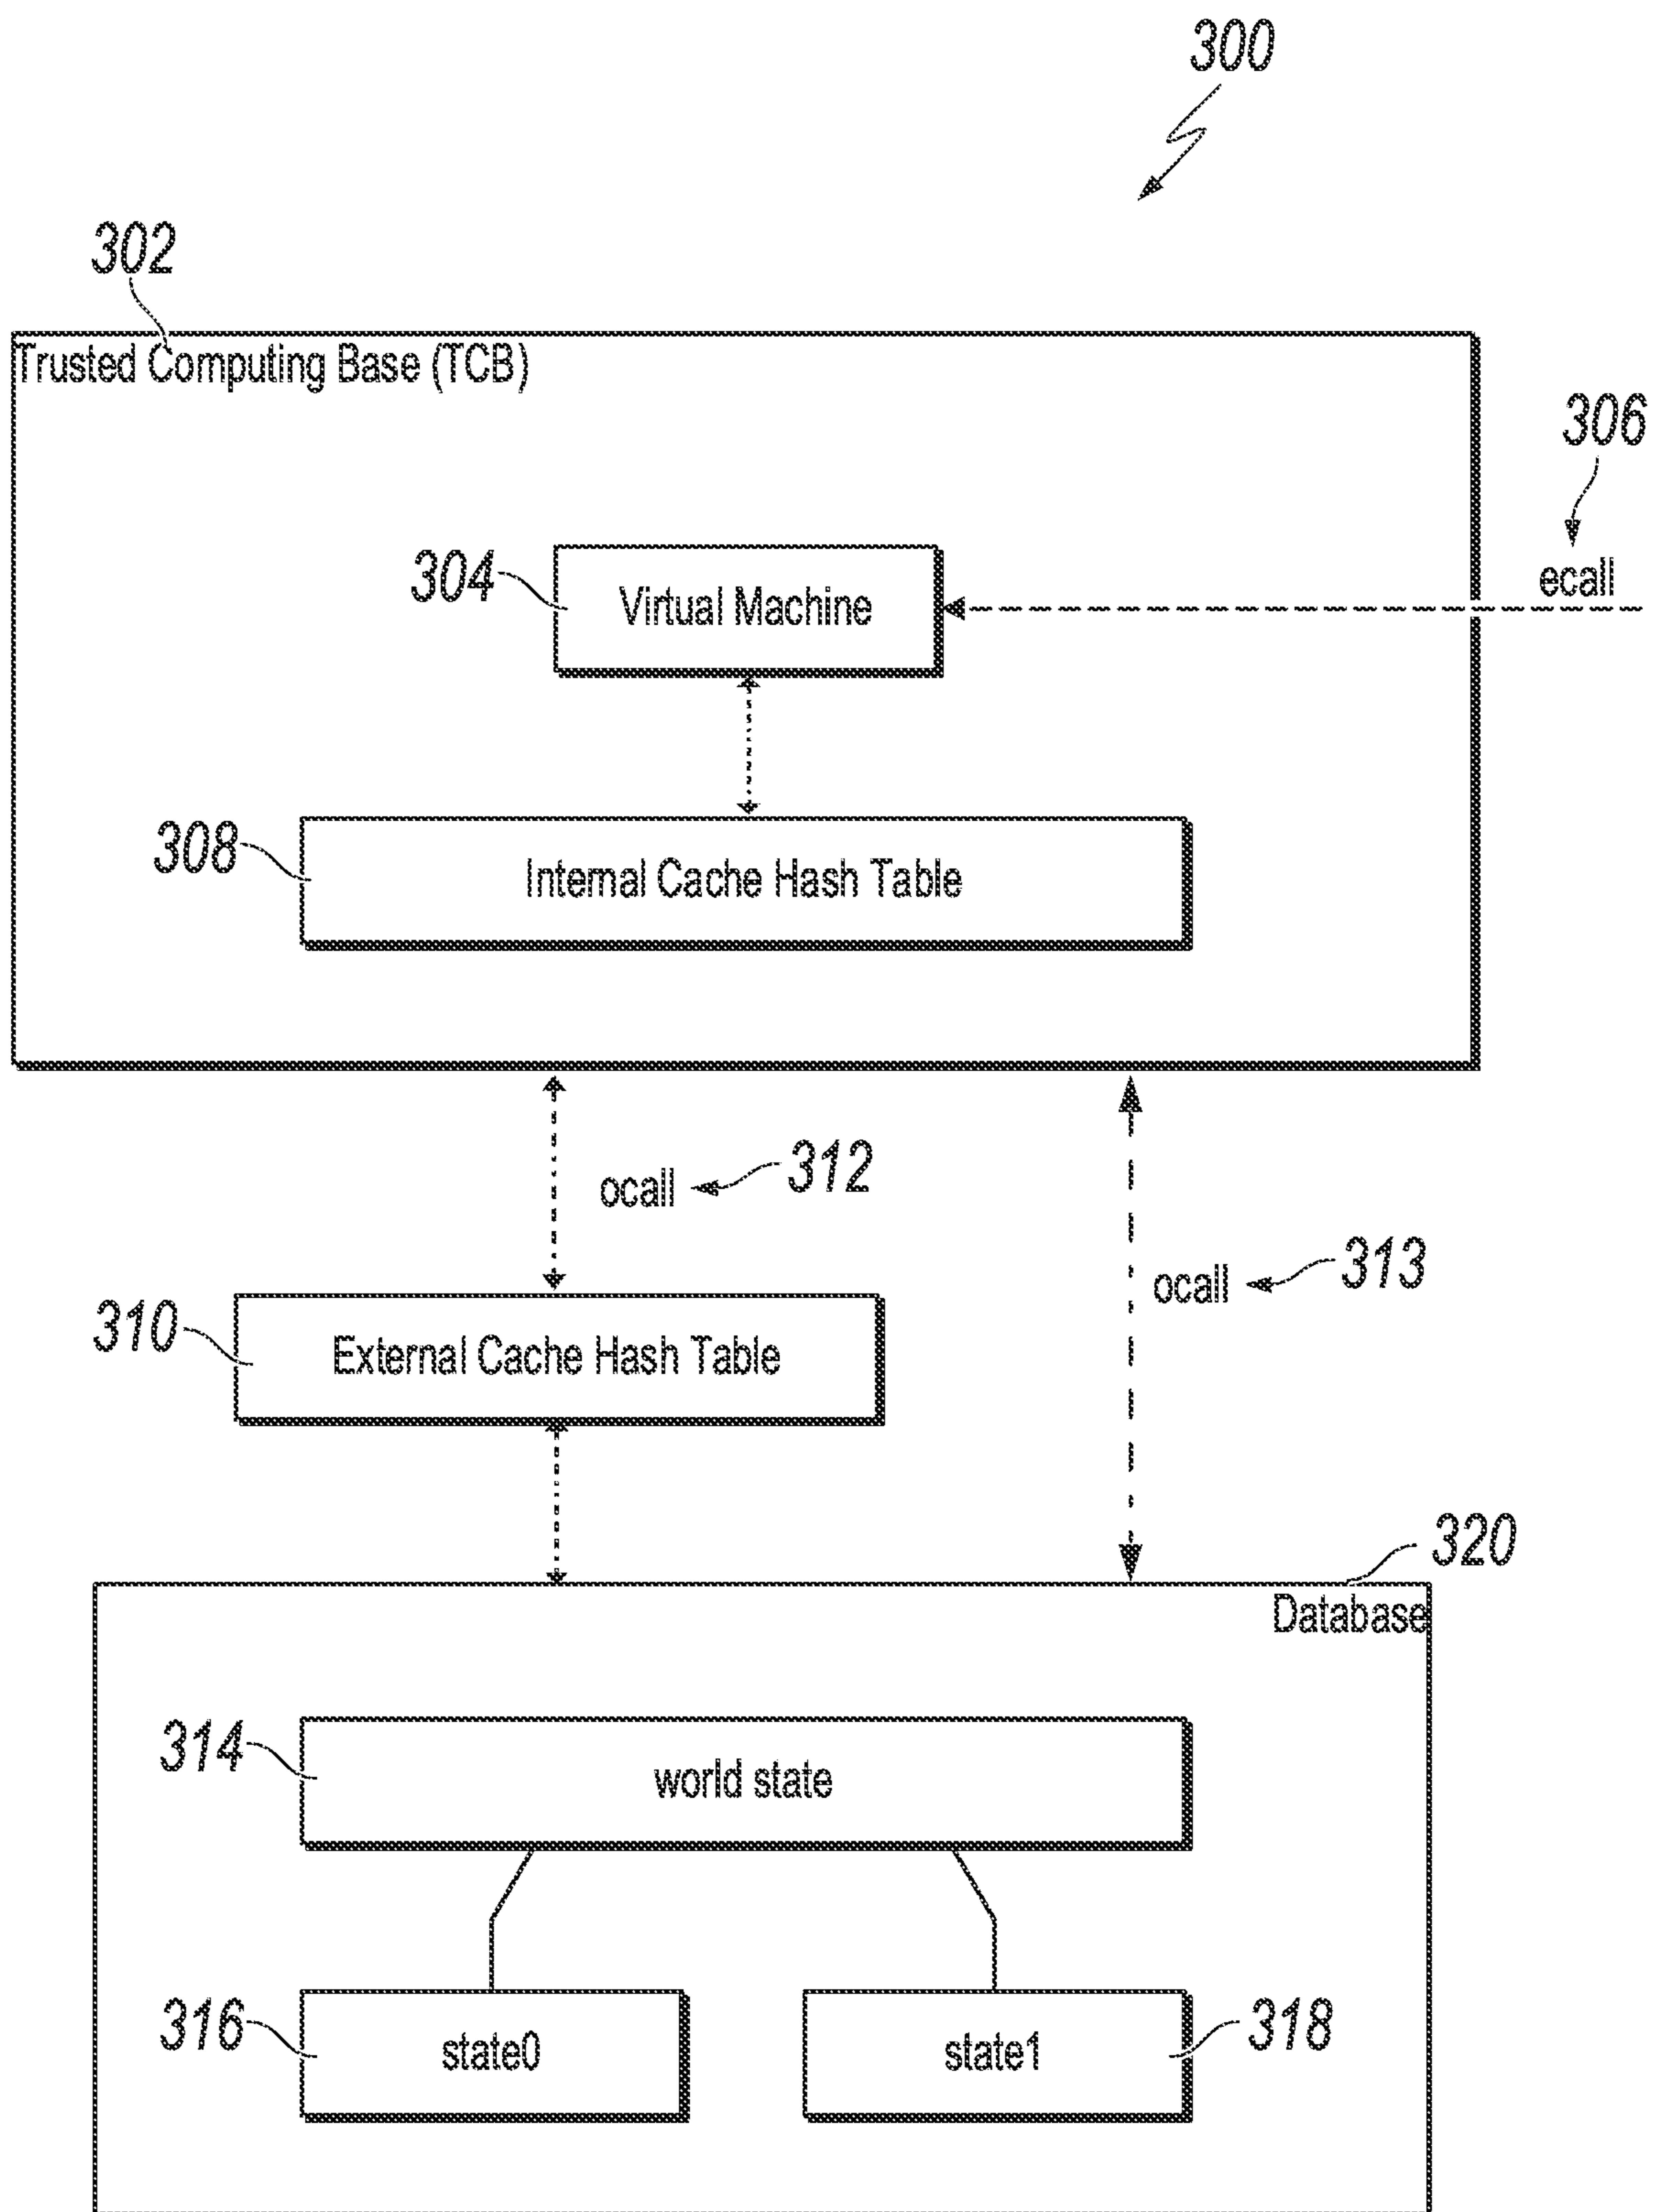 300
302
Trusted Computing Base (TCB)
306
ecall
304
Virtual Machine
308
Internal Cache Hash Table
ocall
312
ocall
313
310
External Cache Hash Table
320
Database
314
world state
316
state0
state1
318